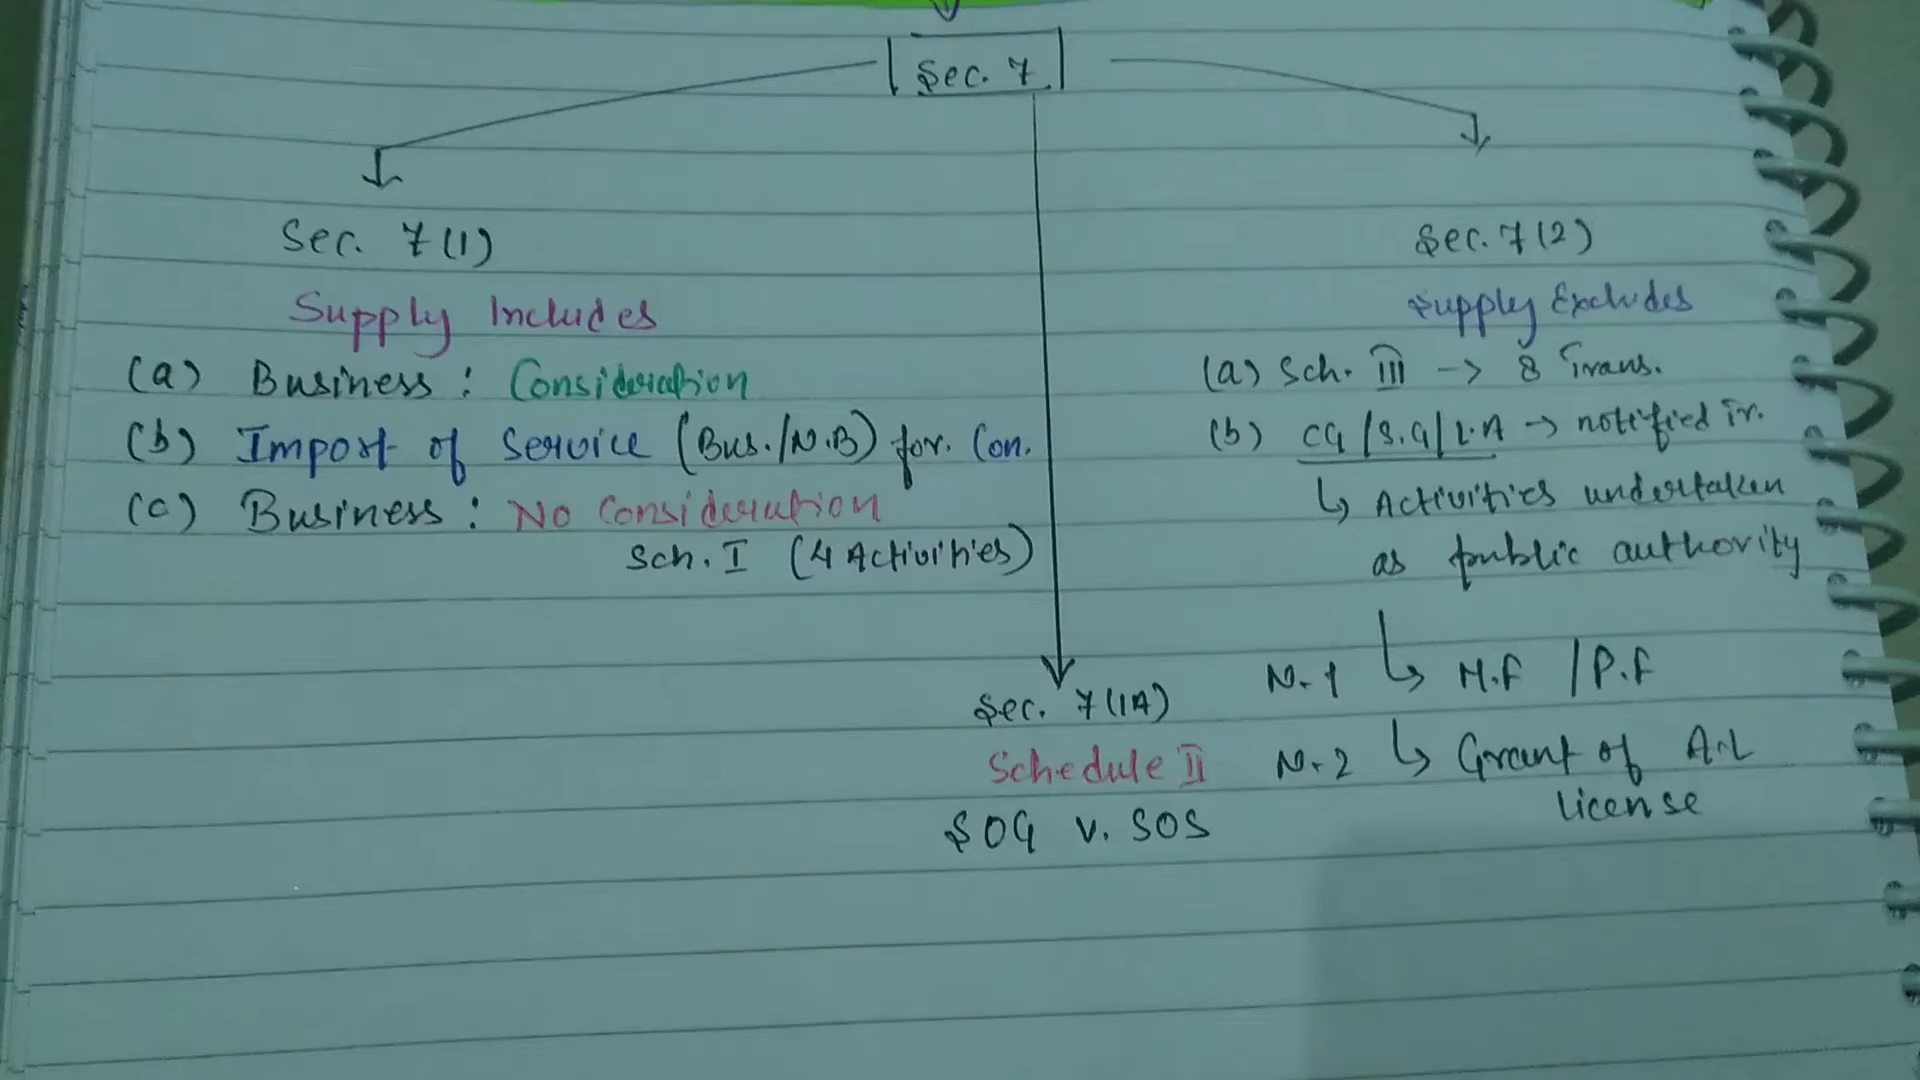 Sec. 7
Sec. 7(1)
Supply Includes
(a) Business : Consideration
(b) Import of Service (Bus./N.B) for. Con.
(c) Business : No Consideration
Sch. I (4 Activities)
Sec. 7(2)
Supply Excludes
(a) Sch. III -> 8 Trans.
(b) CG/S.G/L.A -> notified Tr.
↳ Activities undertaken
as public authority
N.1 ↳ M.F / P.F
N.2 ↳ Grant of A.L
license
Sec. 7(1A)
Schedule II
SOG v. SOS